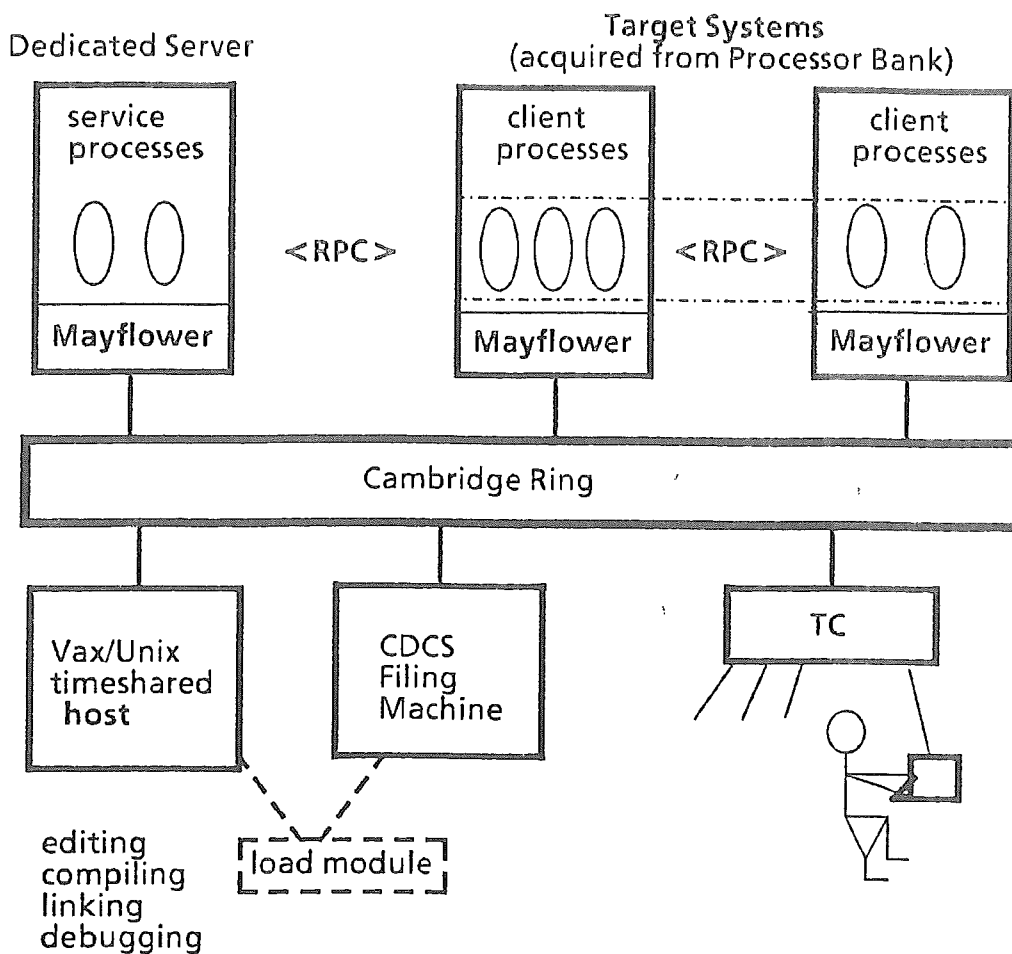 Dedicated Server
Target Systems
(acquired from Processor Bank)
service
processes
client
processes
client
processes
<RPC>
<RPC>
Mayflower
Mayflower
Mayflower
Cambridge Ring
Vax/Unix
timeshared
host
CDCS
Filing
Machine
TC
editing
compiling
linking
debugging
load module